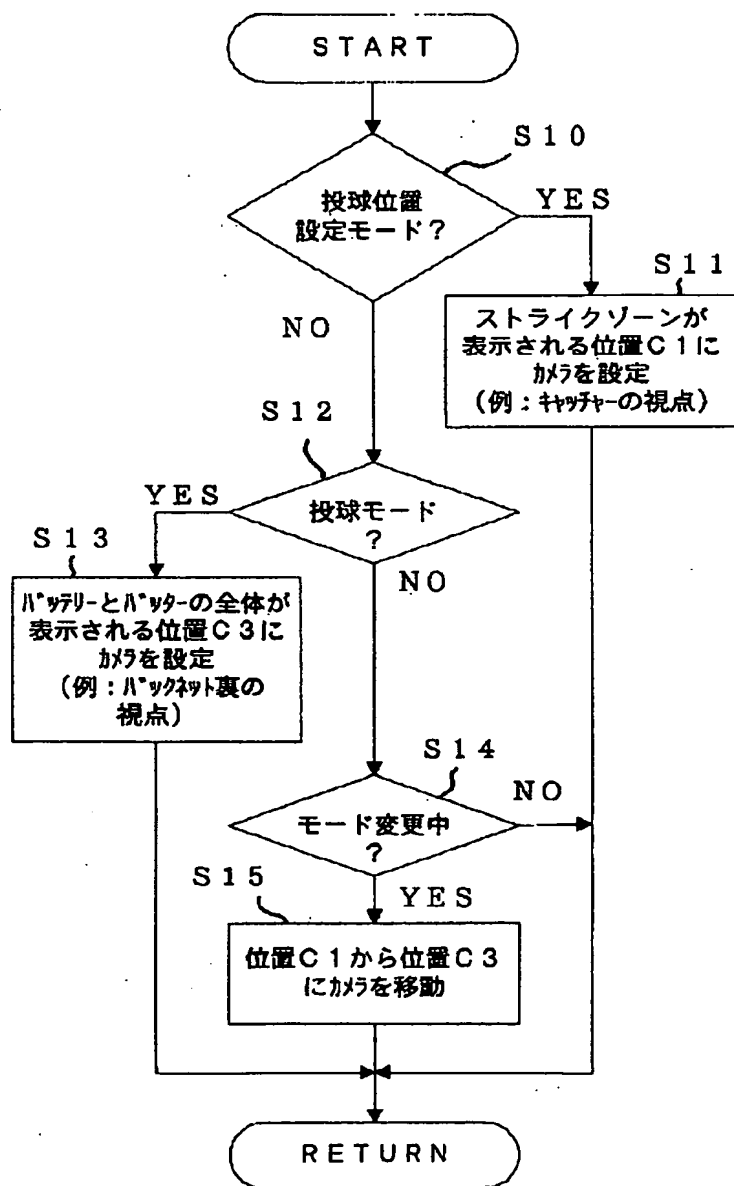 START
S10
投球位置
設定モード?
YES
S11
ストライクゾーンが
表示される位置C1に
ｶﾒﾗを設定
(例:ｷｬｯﾁｬｰの視点)
NO
S12
YES
投球モード
?
S13
ﾊﾞｯﾃﾘｰとﾊﾞｯﾀｰの全体が
表示される位置C3に
ｶﾒﾗを設定
(例:ﾊﾞｯｸﾈｯﾄ裏の
視点)
NO
S14
NO
モード変更中
?
S15
YES
位置C1から位置C3
にｶﾒﾗを移動
RETURN